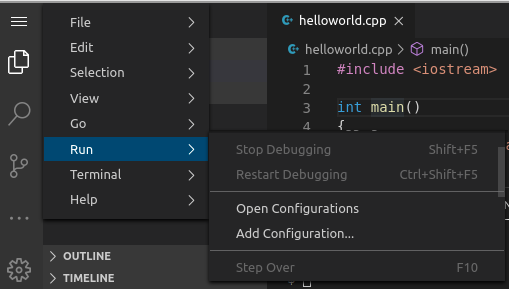 File
Edit
Selection
View
Go
Run
Terminal
Help
OUTLINE
TIMELINE
helloworld.cpp
helloworld.cpp > main()
1 #include <iostream>
2
3 int main()
4 {
Stop Debugging Shift+F5
Restart Debugging Ctrl+Shift+F5
Open Configurations
Add Configuration...
Step Over F10